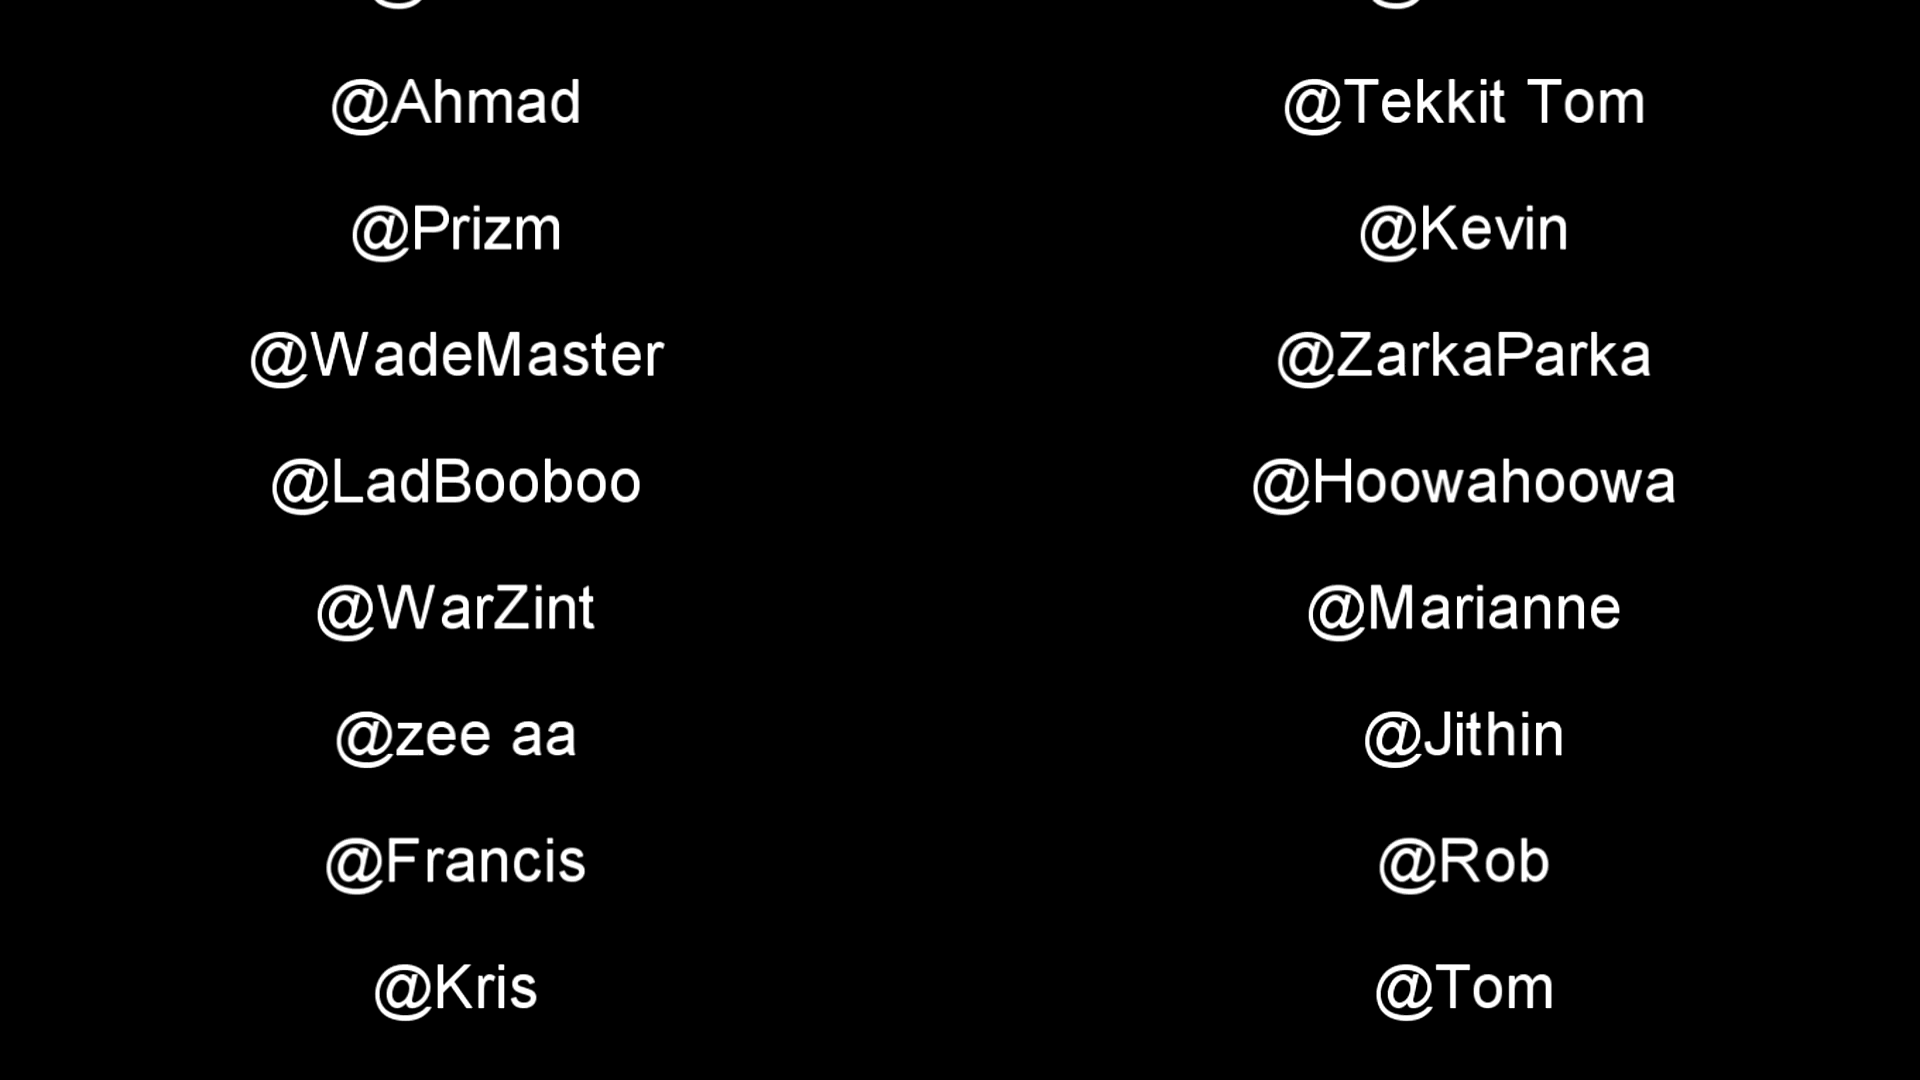 @Ahmad
@Tekkit Tom
@Prizm
@Kevin
@WadeMaster
@ZarkaParka
@LadBooboo
@Hoowahoowa
@WarZint
@Marianne
@zee aa
@Jithin
@Francis
@Rob
@Kris
@Tom